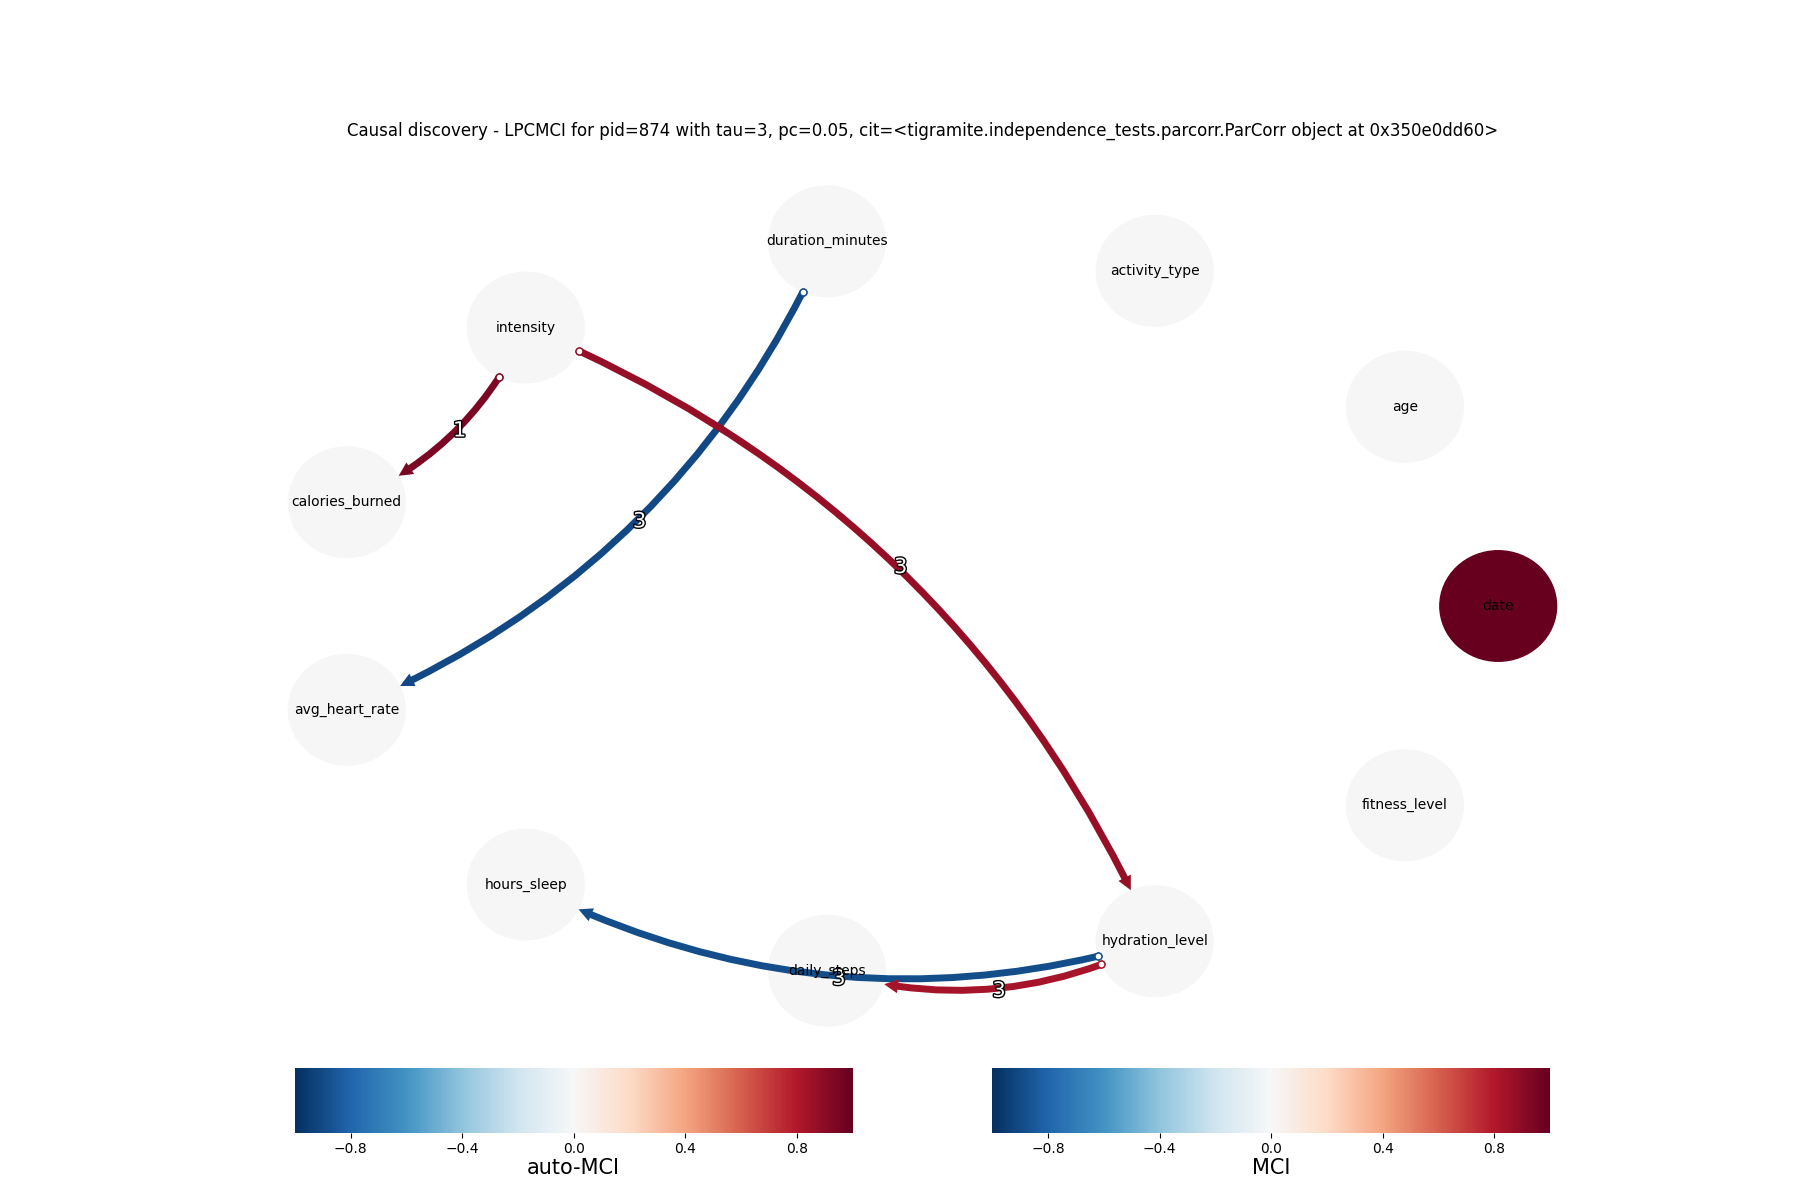 Causal discovery - LPCMCI for pid=874 with tau=3, pc=0.05, cit=<tigramite.independence_tests.parcorr.ParCorr object at 0x350e0dd60>
duration_minutes
activity_type
intensity
age
1
calories_burned
3
3
date
avg_heart_rate
fitness_level
hours_sleep
hydration_level
daily_steps
3
3
−0.8 −0.4 0.0 0.4 0.8
auto-MCI
−0.8 −0.4 0.0 0.4 0.8
MCI